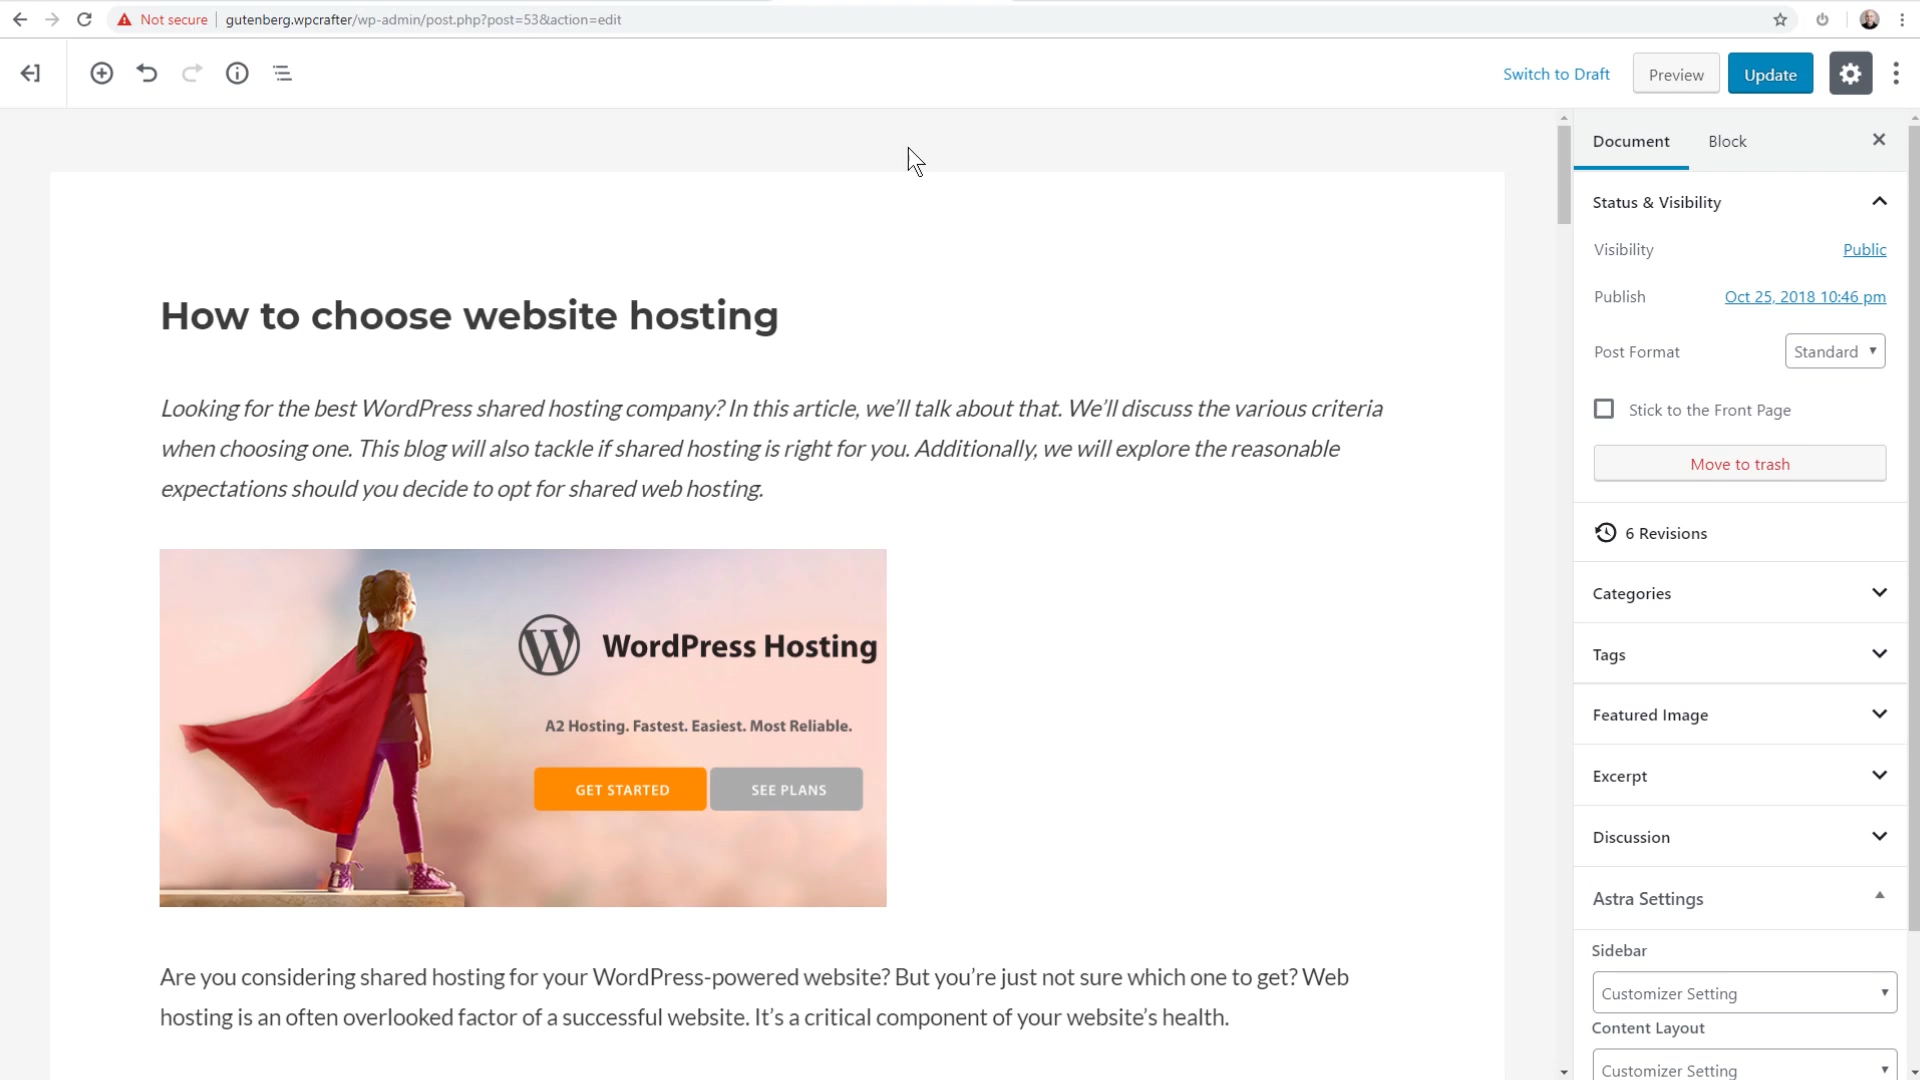 Not secure
gutenberg.wpcrafter/wp-admin/post.php?post=53&action=edit
Switch to Draft
Preview
Update
Document
Block
Status & Visibility
Visibility
Public
Publish
Oct 25, 2018 10:46 pm
Post Format
Standard
Stick to the Front Page
Move to trash
6 Revisions
Categories
Tags
Featured Image
Excerpt
Discussion
Astra Settings
Sidebar
Customizer Setting
Content Layout
Customizer Setting
How to choose website hosting
Looking for the best WordPress shared hosting company? In this article, we’ll talk about that. We’ll discuss the various criteria
when choosing one. This blog will also tackle if shared hosting is right for you. Additionally, we will explore the reasonable
expectations should you decide to opt for shared web hosting.
WordPress Hosting
A2 Hosting. Fastest. Easiest. Most Reliable.
GET STARTED
SEE PLANS
Are you considering shared hosting for your WordPress-powered website? But you’re just not sure which one to get? Web
hosting is an often overlooked factor of a successful website. It’s a critical component of your website’s health.